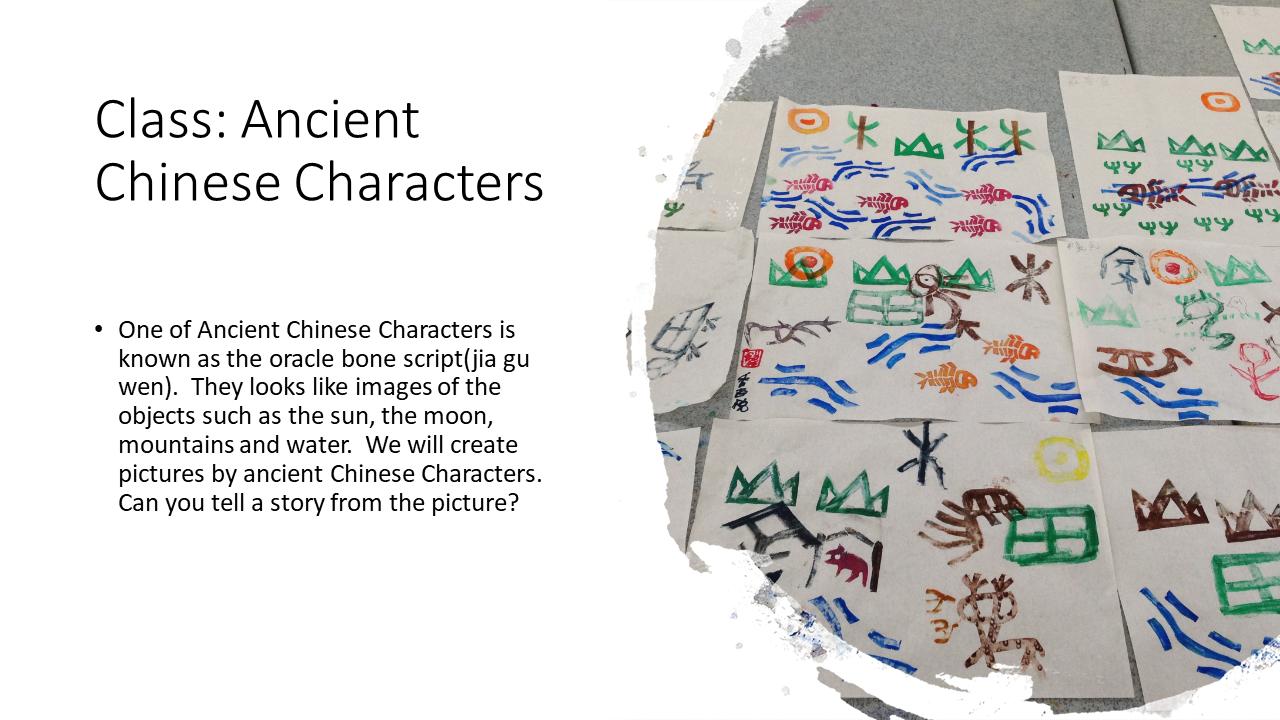 Class: Ancient
Chinese Characters
• One of Ancient Chinese Characters is
known as the oracle bone script(jia gu
wen).  They looks like images of the
objects such as the sun, the moon,
mountains and water.  We will create
pictures by ancient Chinese Characters.
Can you tell a story from the picture?